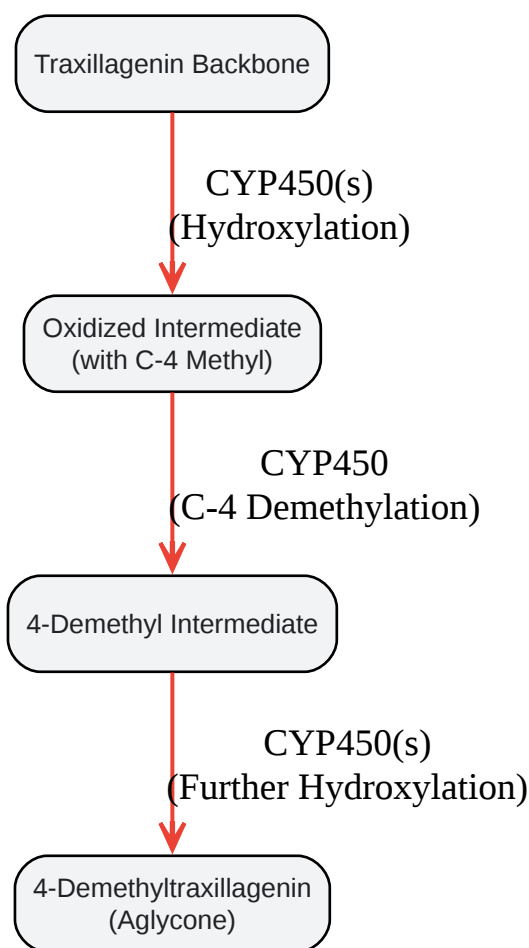 Traxillagenin Backbone
CYP450(s)
(Hydroxylation)
Oxidized Intermediate
(with C-4 Methyl)
CYP450
(C-4 Demethylation)
4-Demethyl Intermediate
CYP450(s)
(Further Hydroxylation)
4-Demethyltraxillagenin
(Aglycone)